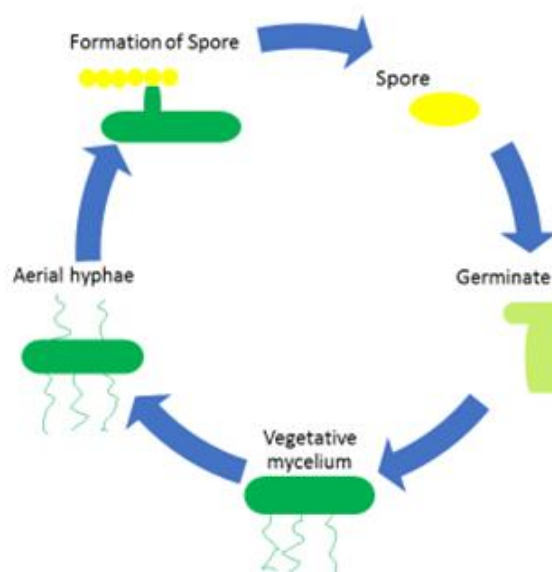 Formation of Spore
Spore
Germinate
Vegetative
mycelium
Aerial hyphae